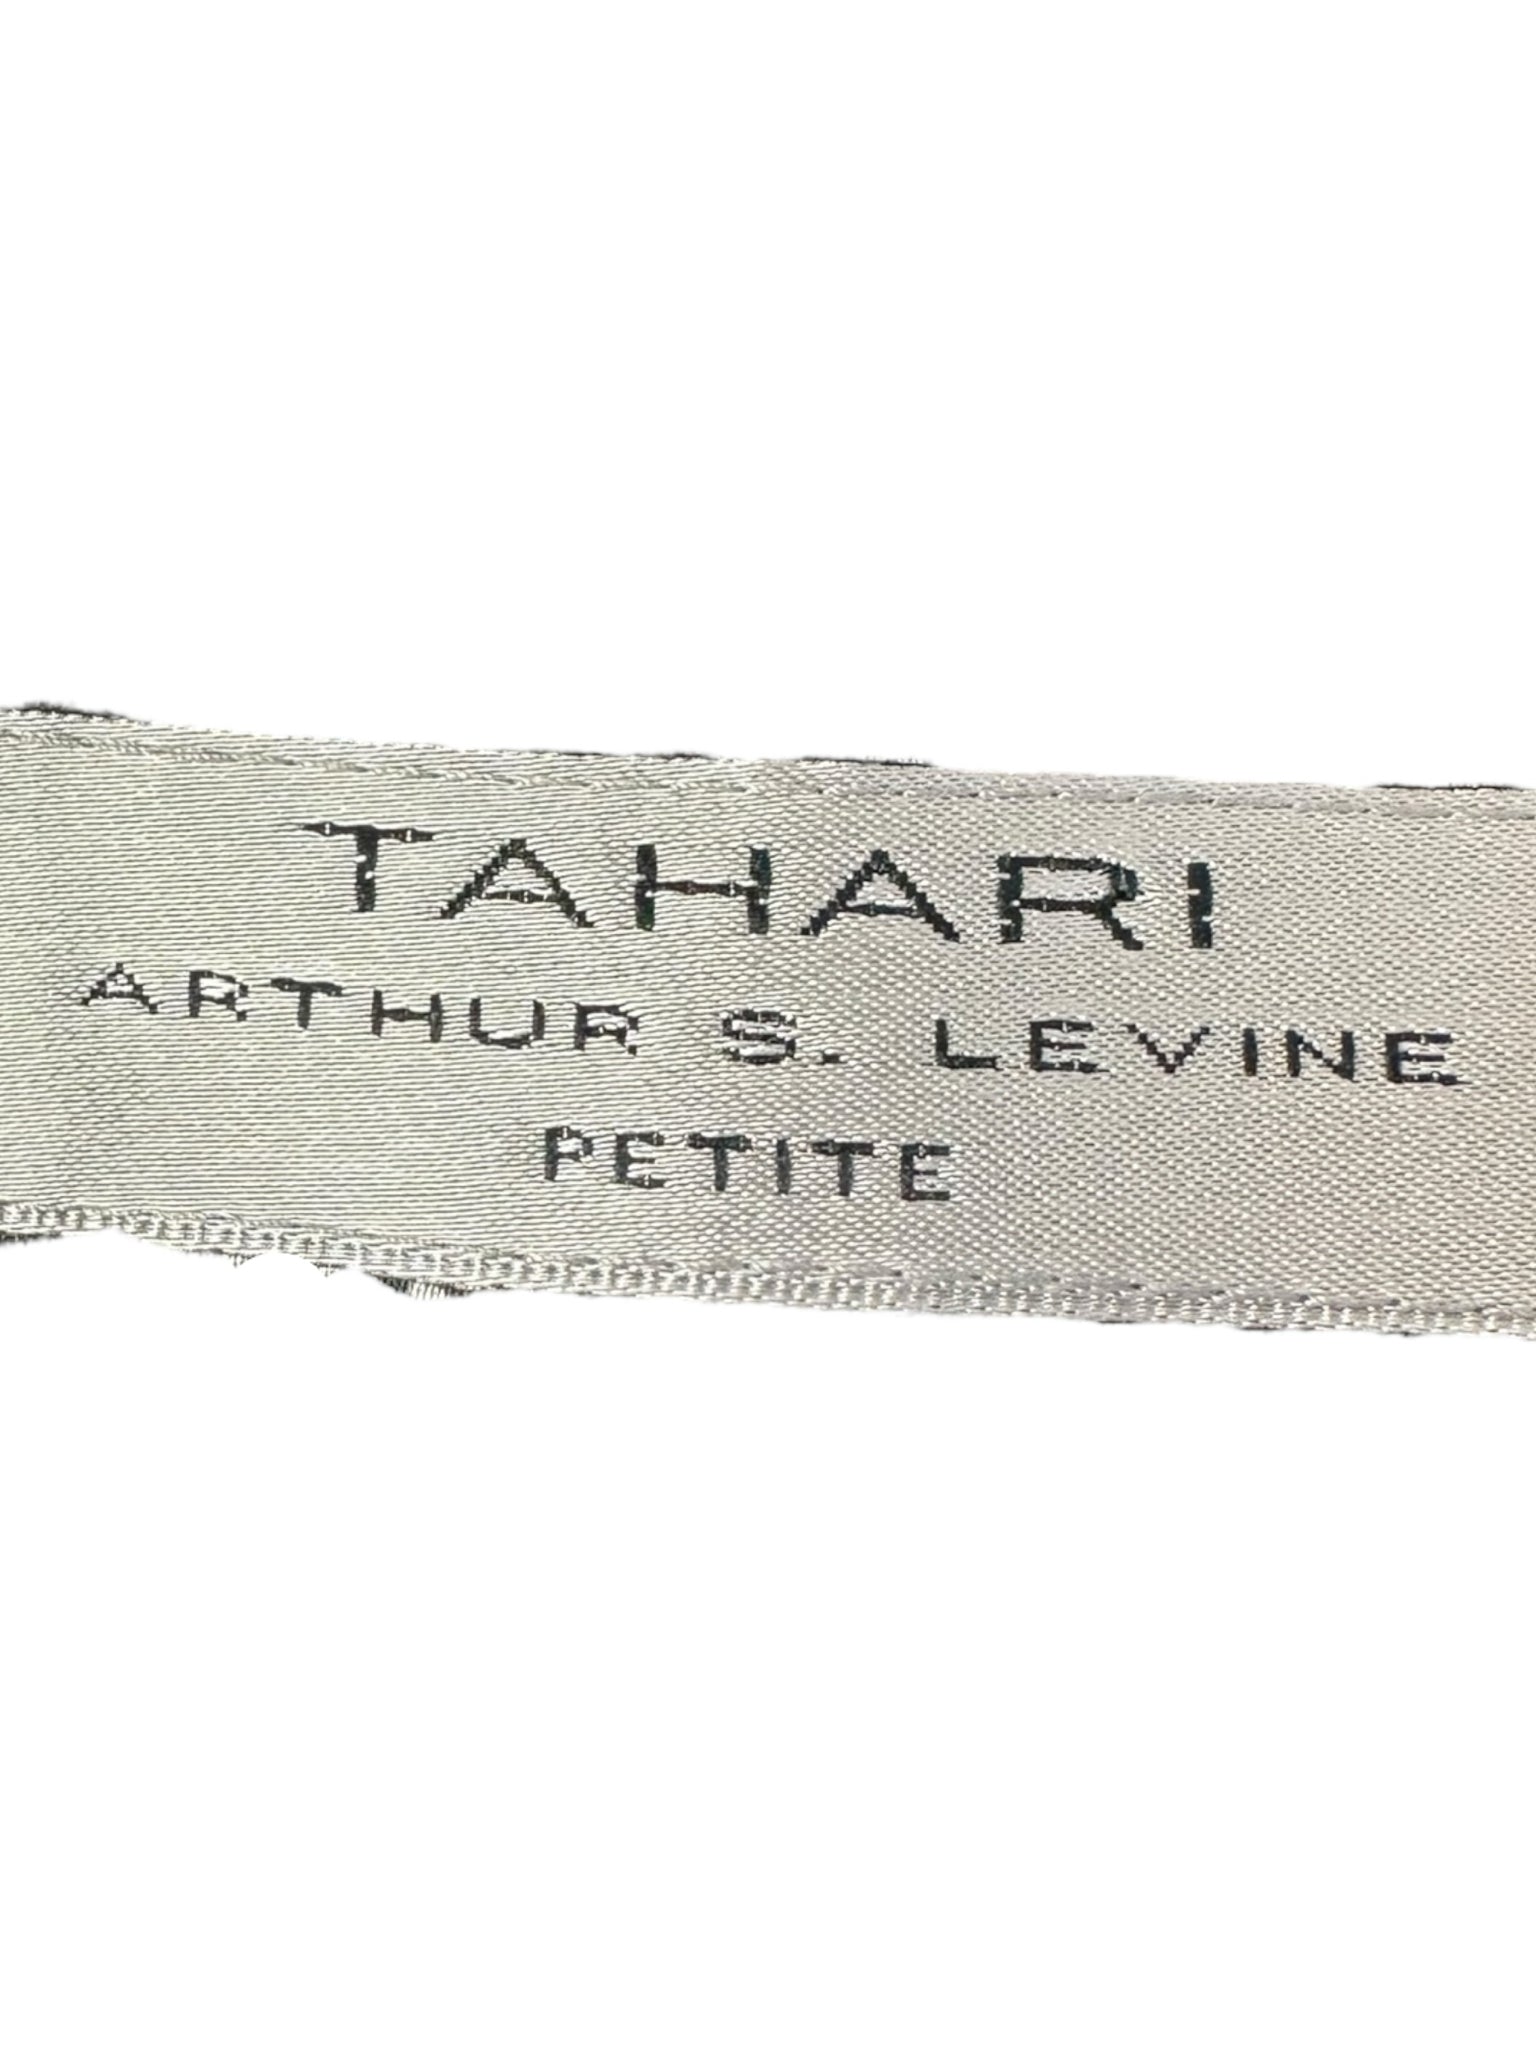 TAHARI
ARTHUR S. LEVINE
PETITE